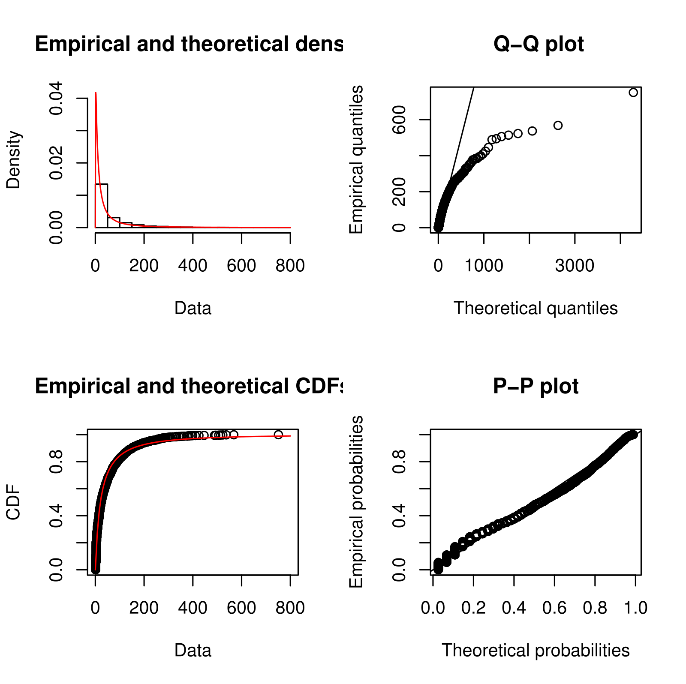 Empirical and theoretical dens
Density
0.00
0.02
0.04
0 200 400 600 800
Data
Q−Q plot
Empirical quantiles
0
200
600
0 1000 3000
Theoretical quantiles
Empirical and theoretical CDFs
CDF
0.0
0.4
0.8
0 200 400 600 800
Data
P−P plot
Empirical probabilities
0.0
0.4
0.8
0.0 0.2 0.4 0.6 0.8 1.0
Theoretical probabilities